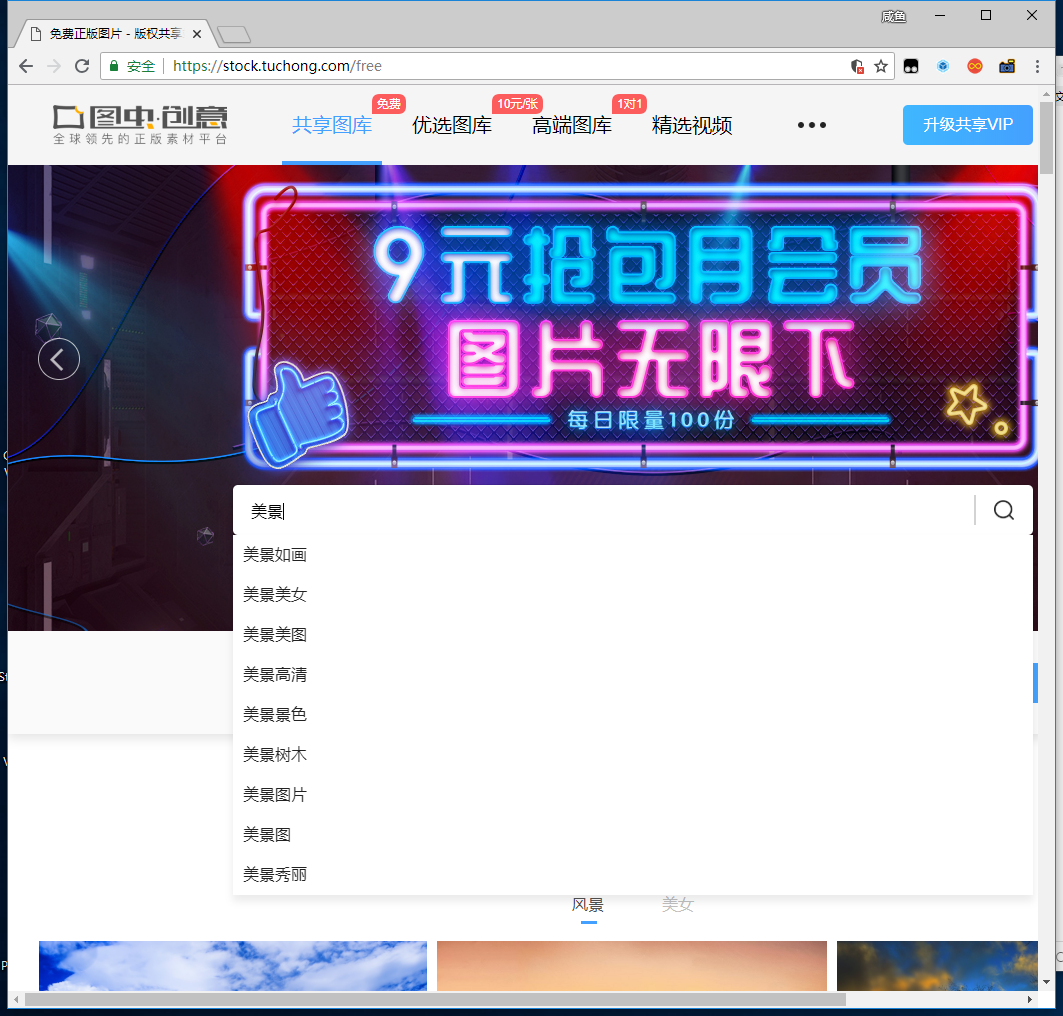 咸鱼
免费正版图片 - 版权共享
安全
https://stock.tuchong.com/free
图虫·创意
全球领先的正版素材平台
共享图库
免费
优选图库
10元/张
高端图库
1对1
精选视频
升级共享VIP
9元抢包月会员
图片无限下
每日限量100份
美景
美景如画
美景美女
美景美图
美景高清
美景景色
美景树木
美景图片
美景图
美景秀丽
风景
美女